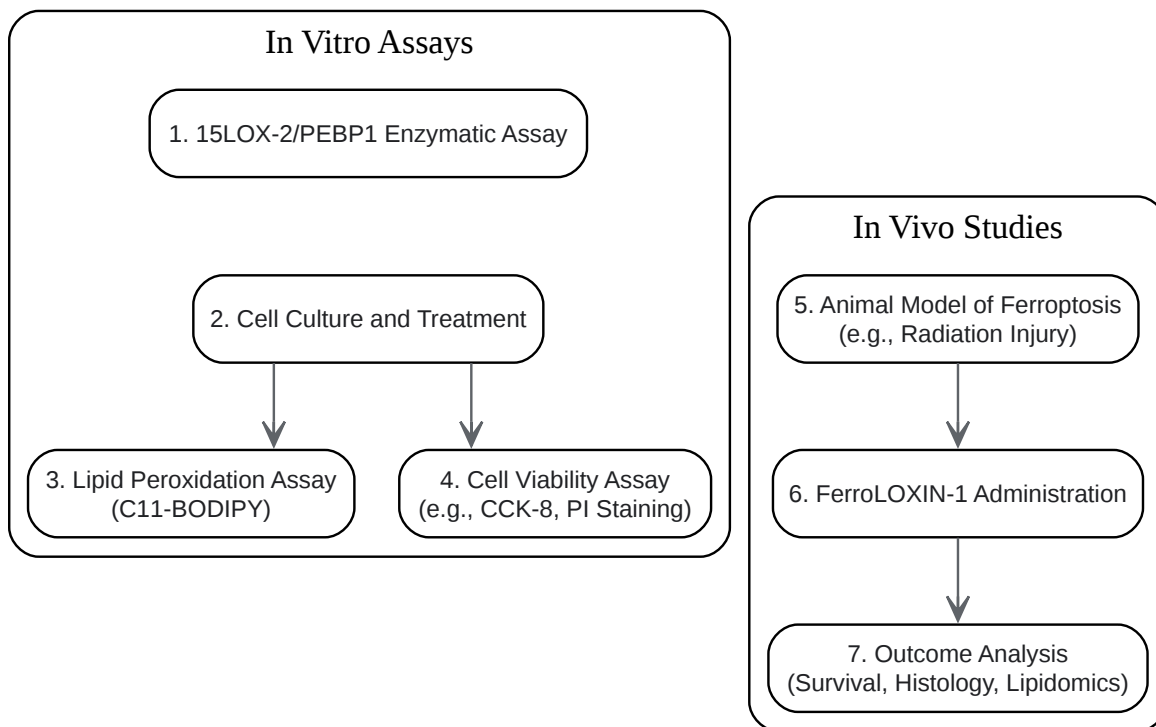 In Vitro Assays
1. 15LOX-2/PEBP1 Enzymatic Assay
2. Cell Culture and Treatment
3. Lipid Peroxidation Assay
(C11-BODIPY)
4. Cell Viability Assay
(e.g., CCK-8, PI Staining)
In Vivo Studies
5. Animal Model of Ferroptosis
(e.g., Radiation Injury)
6. FerroLOXIN-1 Administration
7. Outcome Analysis
(Survival, Histology, Lipidomics)